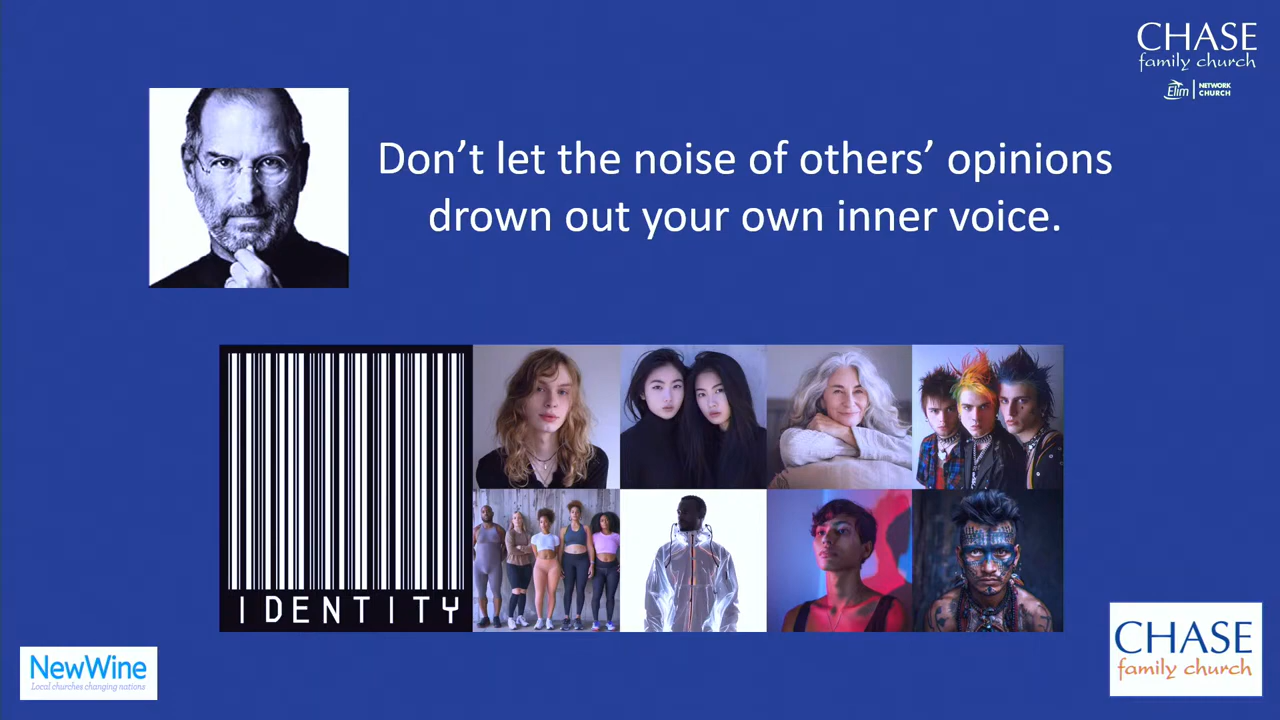 CHASE
family church
Elim | NETWORK
CHURCH
Don’t let the noise of others’ opinions
drown out your own inner voice.
IDENTITY
NewWine
Local churches changing nations
CHASE
family church